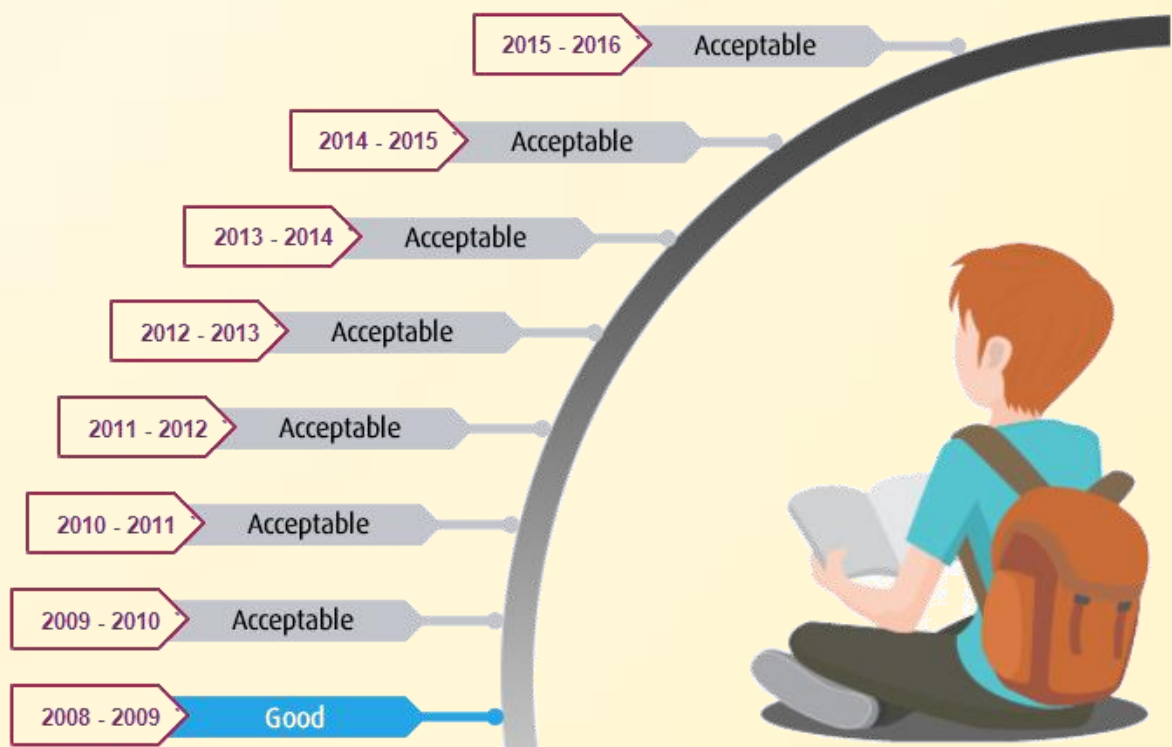 2015 - 2016 Acceptable
2014 - 2015 Acceptable
2013 - 2014 Acceptable
2012 - 2013 Acceptable
2011 - 2012 Acceptable
2010 - 2011 Acceptable
2009 - 2010 Acceptable
2008 - 2009 Good